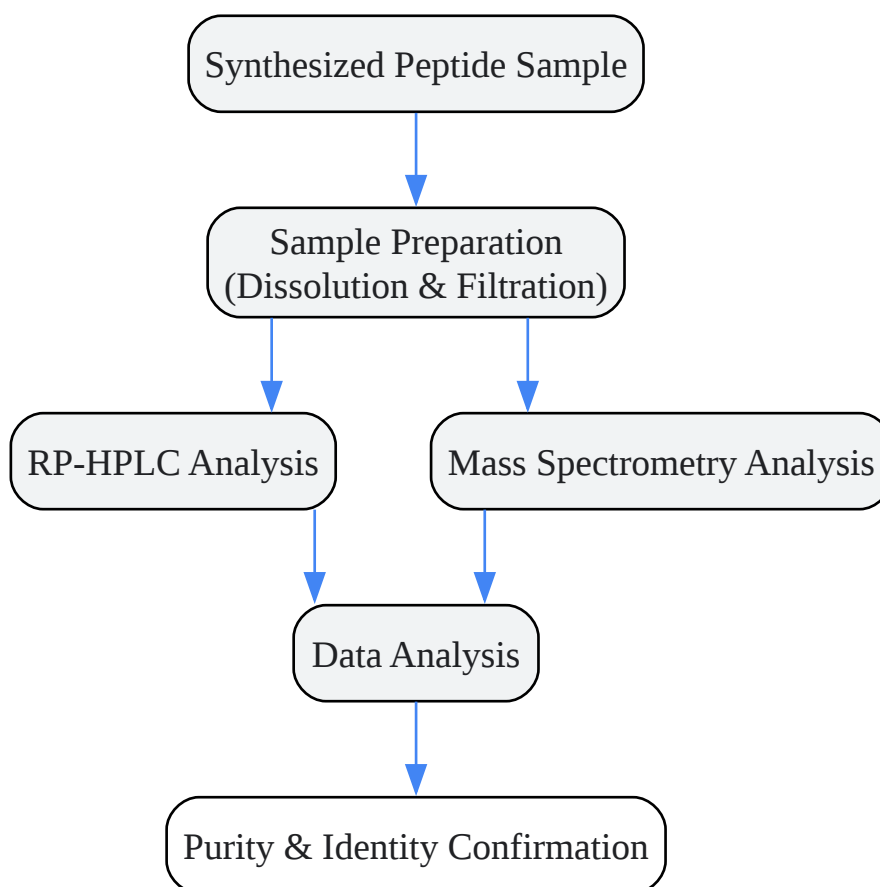 Synthesized Peptide Sample
Sample Preparation
(Dissolution & Filtration)
RP-HPLC Analysis
Mass Spectrometry Analysis
Data Analysis
Purity & Identity Confirmation